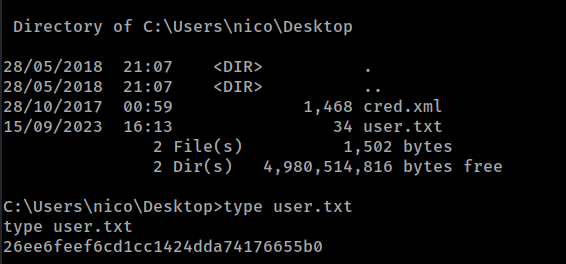 Directory of C:\Users\nico\Desktop
28/05/2018  21:07    <DIR>          .
28/05/2018  21:07    <DIR>          ..
28/10/2017  00:59             1,468 cred.xml
15/09/2023  16:13                34 user.txt
               2 File(s)          1,502 bytes
               2 Dir(s)   4,980,514,816 bytes free
C:\Users\nico\Desktop>type user.txt
type user.txt
26ee6feef6cd1cc1424dda74176655b0